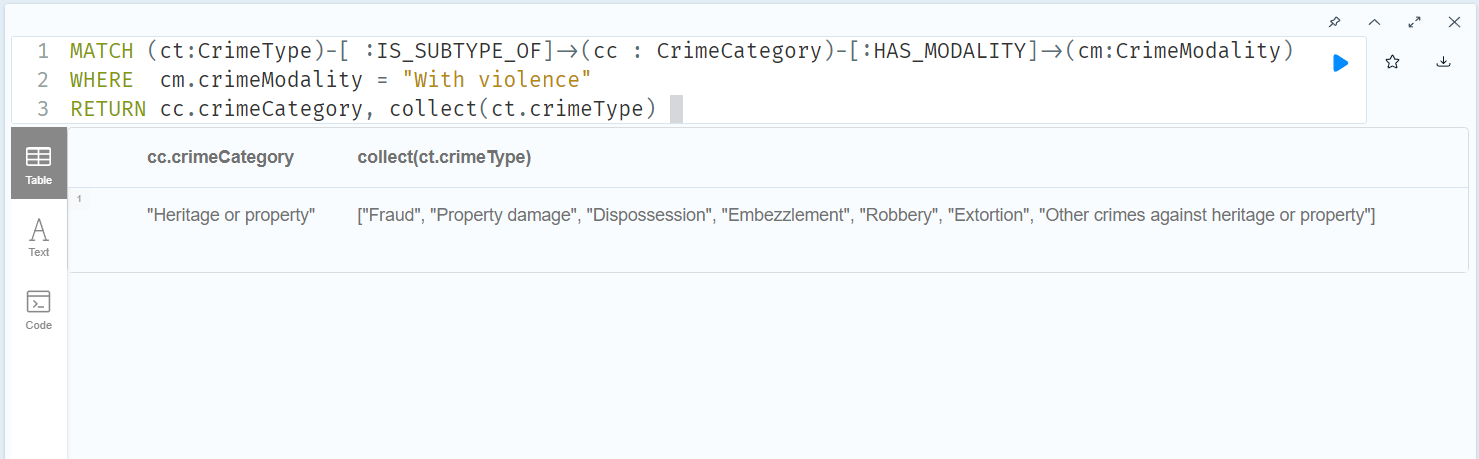 1 MATCH (ct:CrimeType)-[ :IS_SUBTYPE_OF]->(cc : CrimeCategory)-[:HAS_MODALITY]->(cm:CrimeModality)
2 WHERE  cm.crimeModality = "With violence"
3 RETURN cc.crimeCategory, collect(ct.crimeType)
cc.crimeCategory collect(ct.crimeType)
Table
1
"Heritage or property" ["Fraud", "Property damage", "Dispossession", "Embezzlement", "Robbery", "Extortion", "Other crimes against heritage or property"]
A
Text
Code